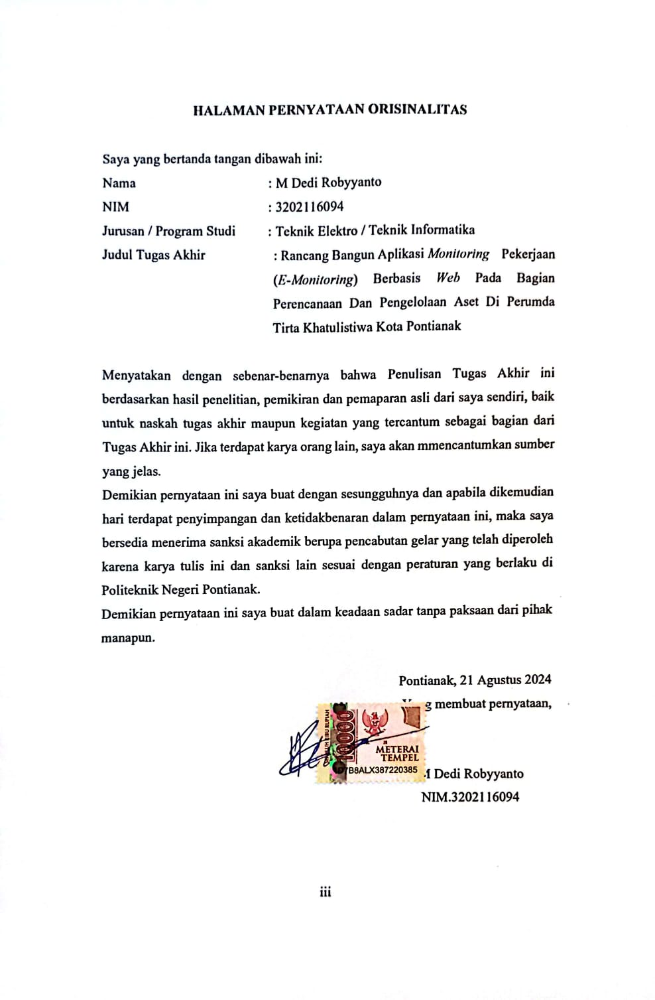 HALAMAN PERNYATAAN ORISINALITAS
Saya yang bertanda tangan dibawah ini:
Nama : M Dedi Robyyanto
NIM : 3202116094
Jurusan / Program Studi : Teknik Elektro / Teknik Informatika
Judul Tugas Akhir : Rancang Bangun Aplikasi Monitoring Pekerjaan
(E-Monitoring) Berbasis Web Pada Bagian
Perencanaan Dan Pengelolaan Aset Di Perumda
Tirta Khatulistiwa Kota Pontianak
Menyatakan dengan sebenar-benarnya bahwa Penulisan Tugas Akhir ini
berdasarkan hasil penelitian, pemikiran dan pemaparan asli dari saya sendiri, baik
untuk naskah tugas akhir maupun kegiatan yang tercantum sebagai bagian dari
Tugas Akhir ini. Jika terdapat karya orang lain, saya akan mmencantumkan sumber
yang jelas.
Demikian pernyataan ini saya buat dengan sesungguhnya dan apabila dikemudian
hari terdapat penyimpangan dan ketidakbenaran dalam pernyataan ini, maka saya
bersedia menerima sanksi akademik berupa pencabutan gelar yang telah diperoleh
karena karya tulis ini dan sanksi lain sesuai dengan peraturan yang berlaku di
Politeknik Negeri Pontianak.
Demikian pernyataan ini saya buat dalam keadaan sadar tanpa paksaan dari pihak
manapun.
Pontianak, 21 Agustus 2024
membuat pernyataan,
RIBU RUPIAH
10000
METERAI
TEMPEL
B8ALX387220385
Dedi Robyyanto
NIM.3202116094
iii